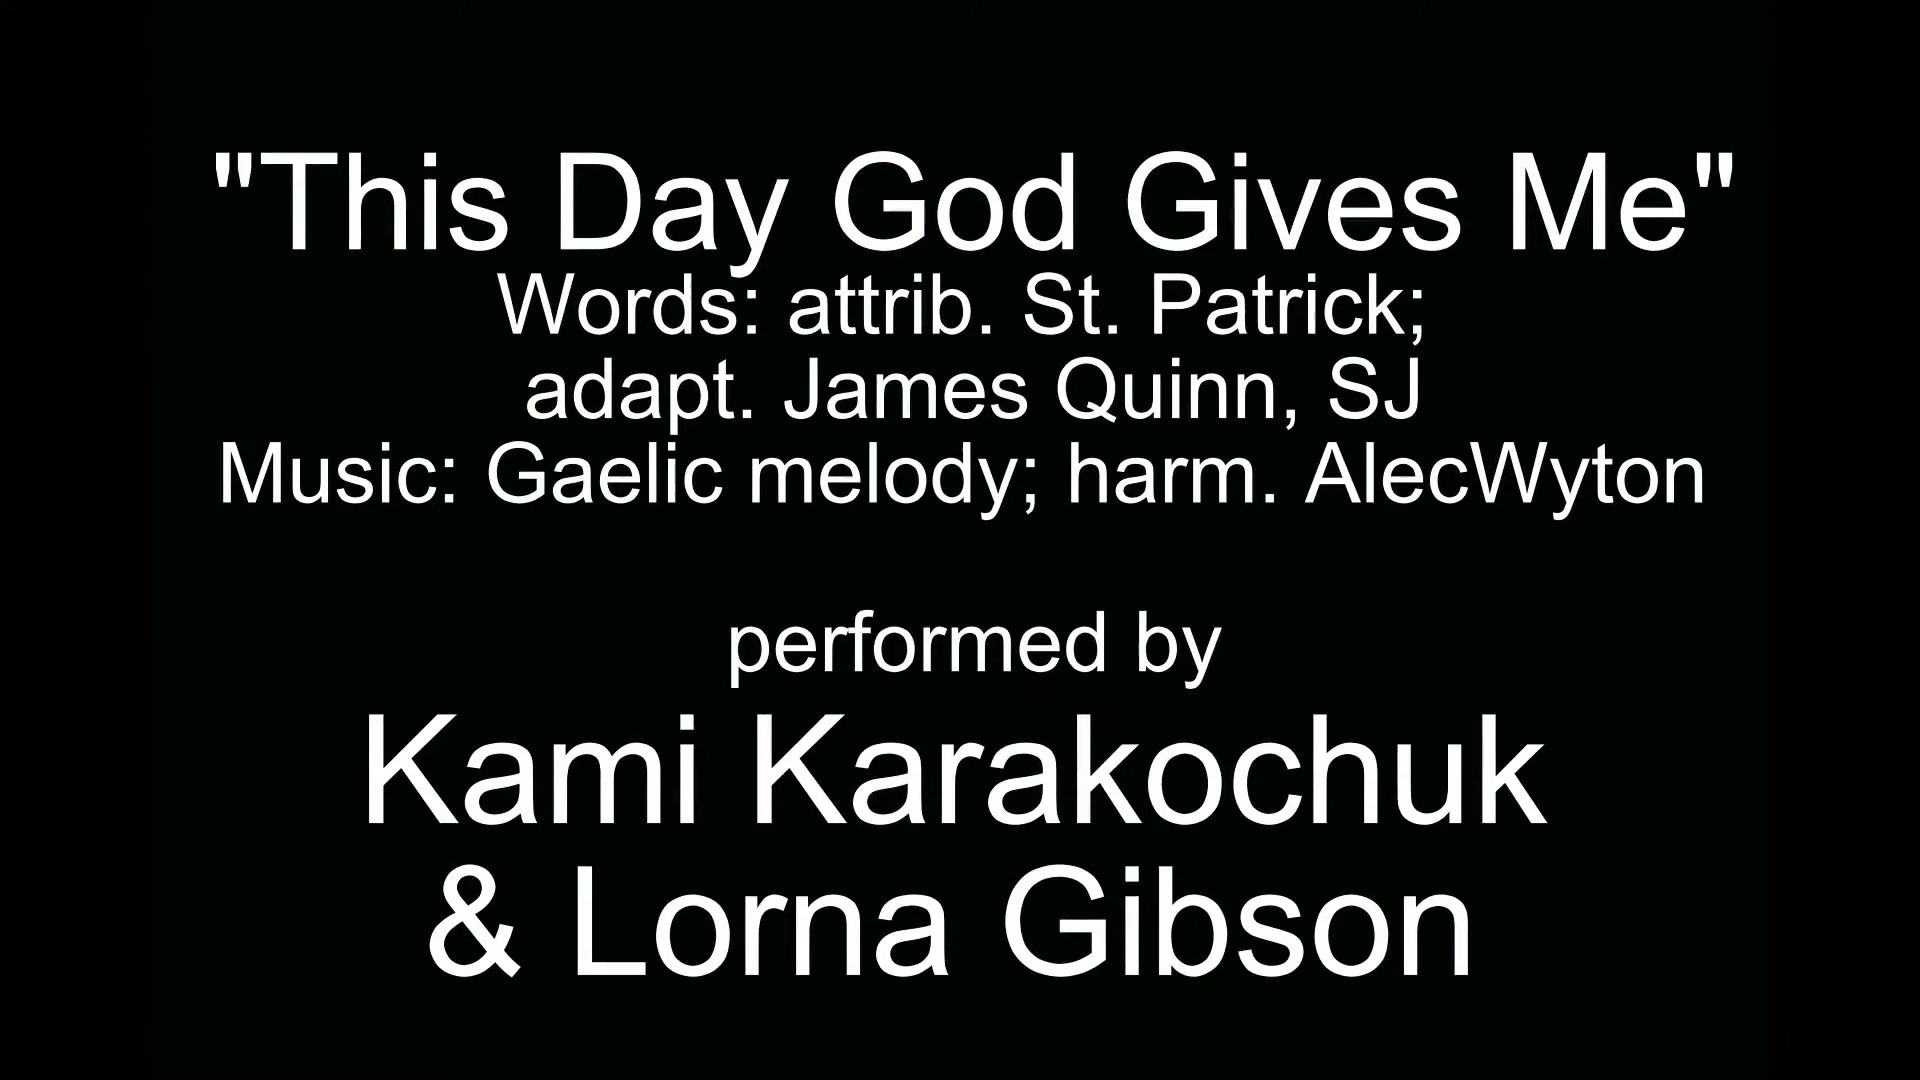 "This Day God Gives Me"
Words: attrib. St. Patrick;
adapt. James Quinn, SJ
Music: Gaelic melody; harm. AlecWyton
performed by
Kami Karakochuk
& Lorna Gibson